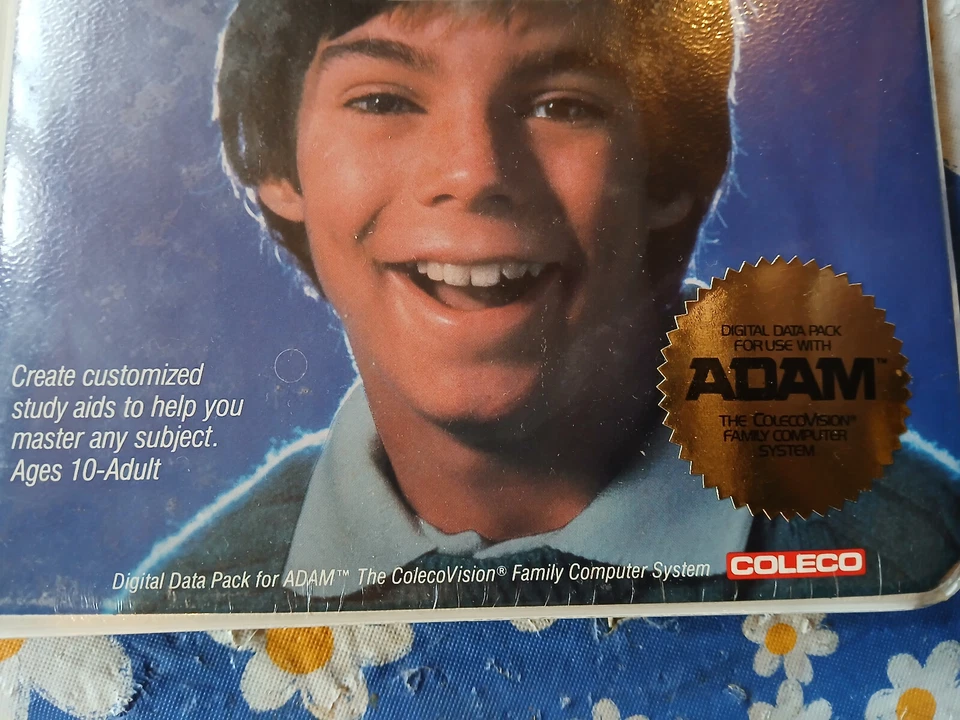 Create customized
study aids to help you
master any subject.
Ages 10-Adult
DIGITAL DATA PACK
FOR USE WITH
ADAM™
THE COLECOVISION®
FAMILY COMPUTER
SYSTEM
Digital Data Pack for ADAM™ The ColecoVision® Family Computer System
COLECO